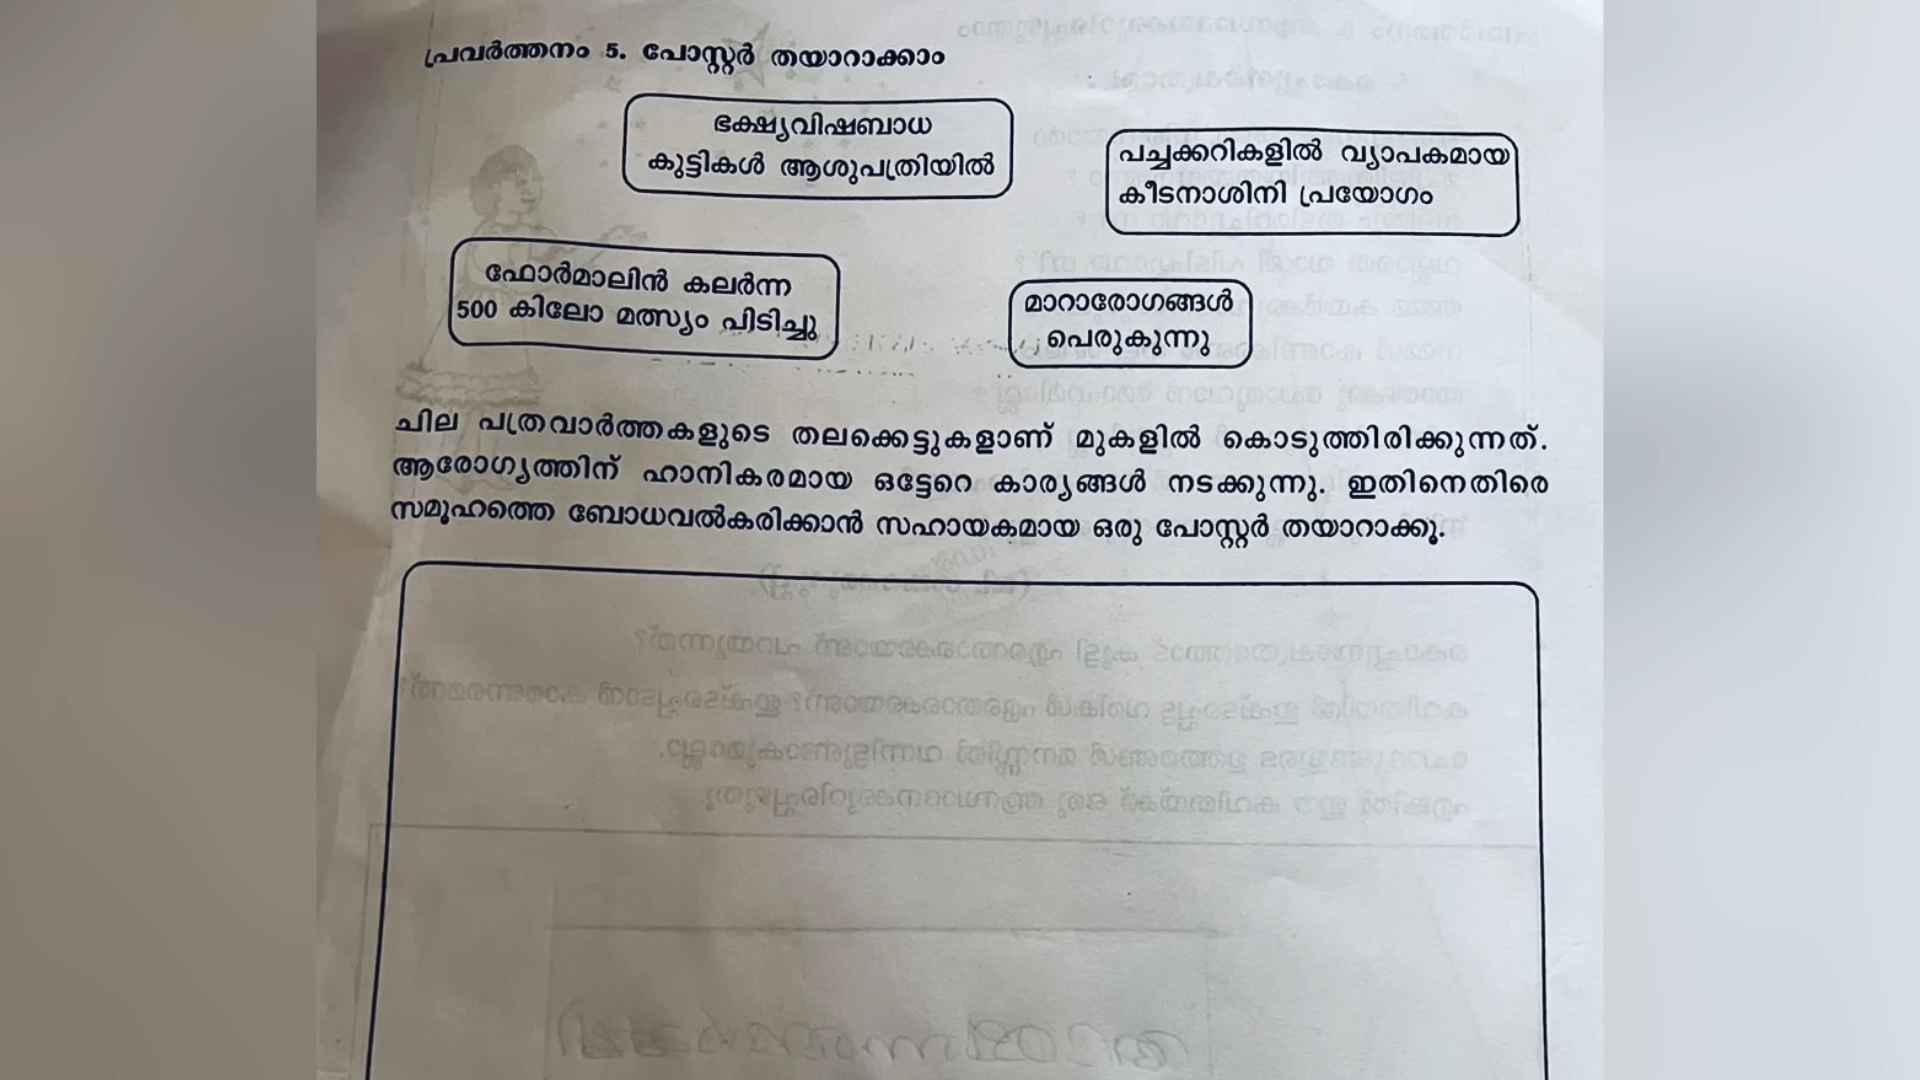 പ്രവർത്തനം 5. പോസ്റ്റർ തയാറാക്കാം
ഭക്ഷ്യവിഷബാധ
കുട്ടികൾ ആശുപത്രിയിൽ
പച്ചക്കറികളിൽ വ്യാപകമായ
കീടനാശിനി പ്രയോഗം
ഫോർമാലിൻ കലർന്ന
500 കിലോ മത്സ്യം പിടിച്ചു
മാറാരോഗങ്ങൾ
പെരുകുന്നു
ചില പത്രവാർത്തകളുടെ തലക്കെട്ടുകളാണ് മുകളിൽ കൊടുത്തിരിക്കുന്നത്.
ആരോഗ്യത്തിന് ഹാനികരമായ ഒട്ടേറെ കാര്യങ്ങൾ നടക്കുന്നു. ഇതിനെതിരെ
സമൂഹത്തെ ബോധവൽകരിക്കാൻ സഹായകമായ ഒരു പോസ്റ്റർ തയാറാക്കൂ.